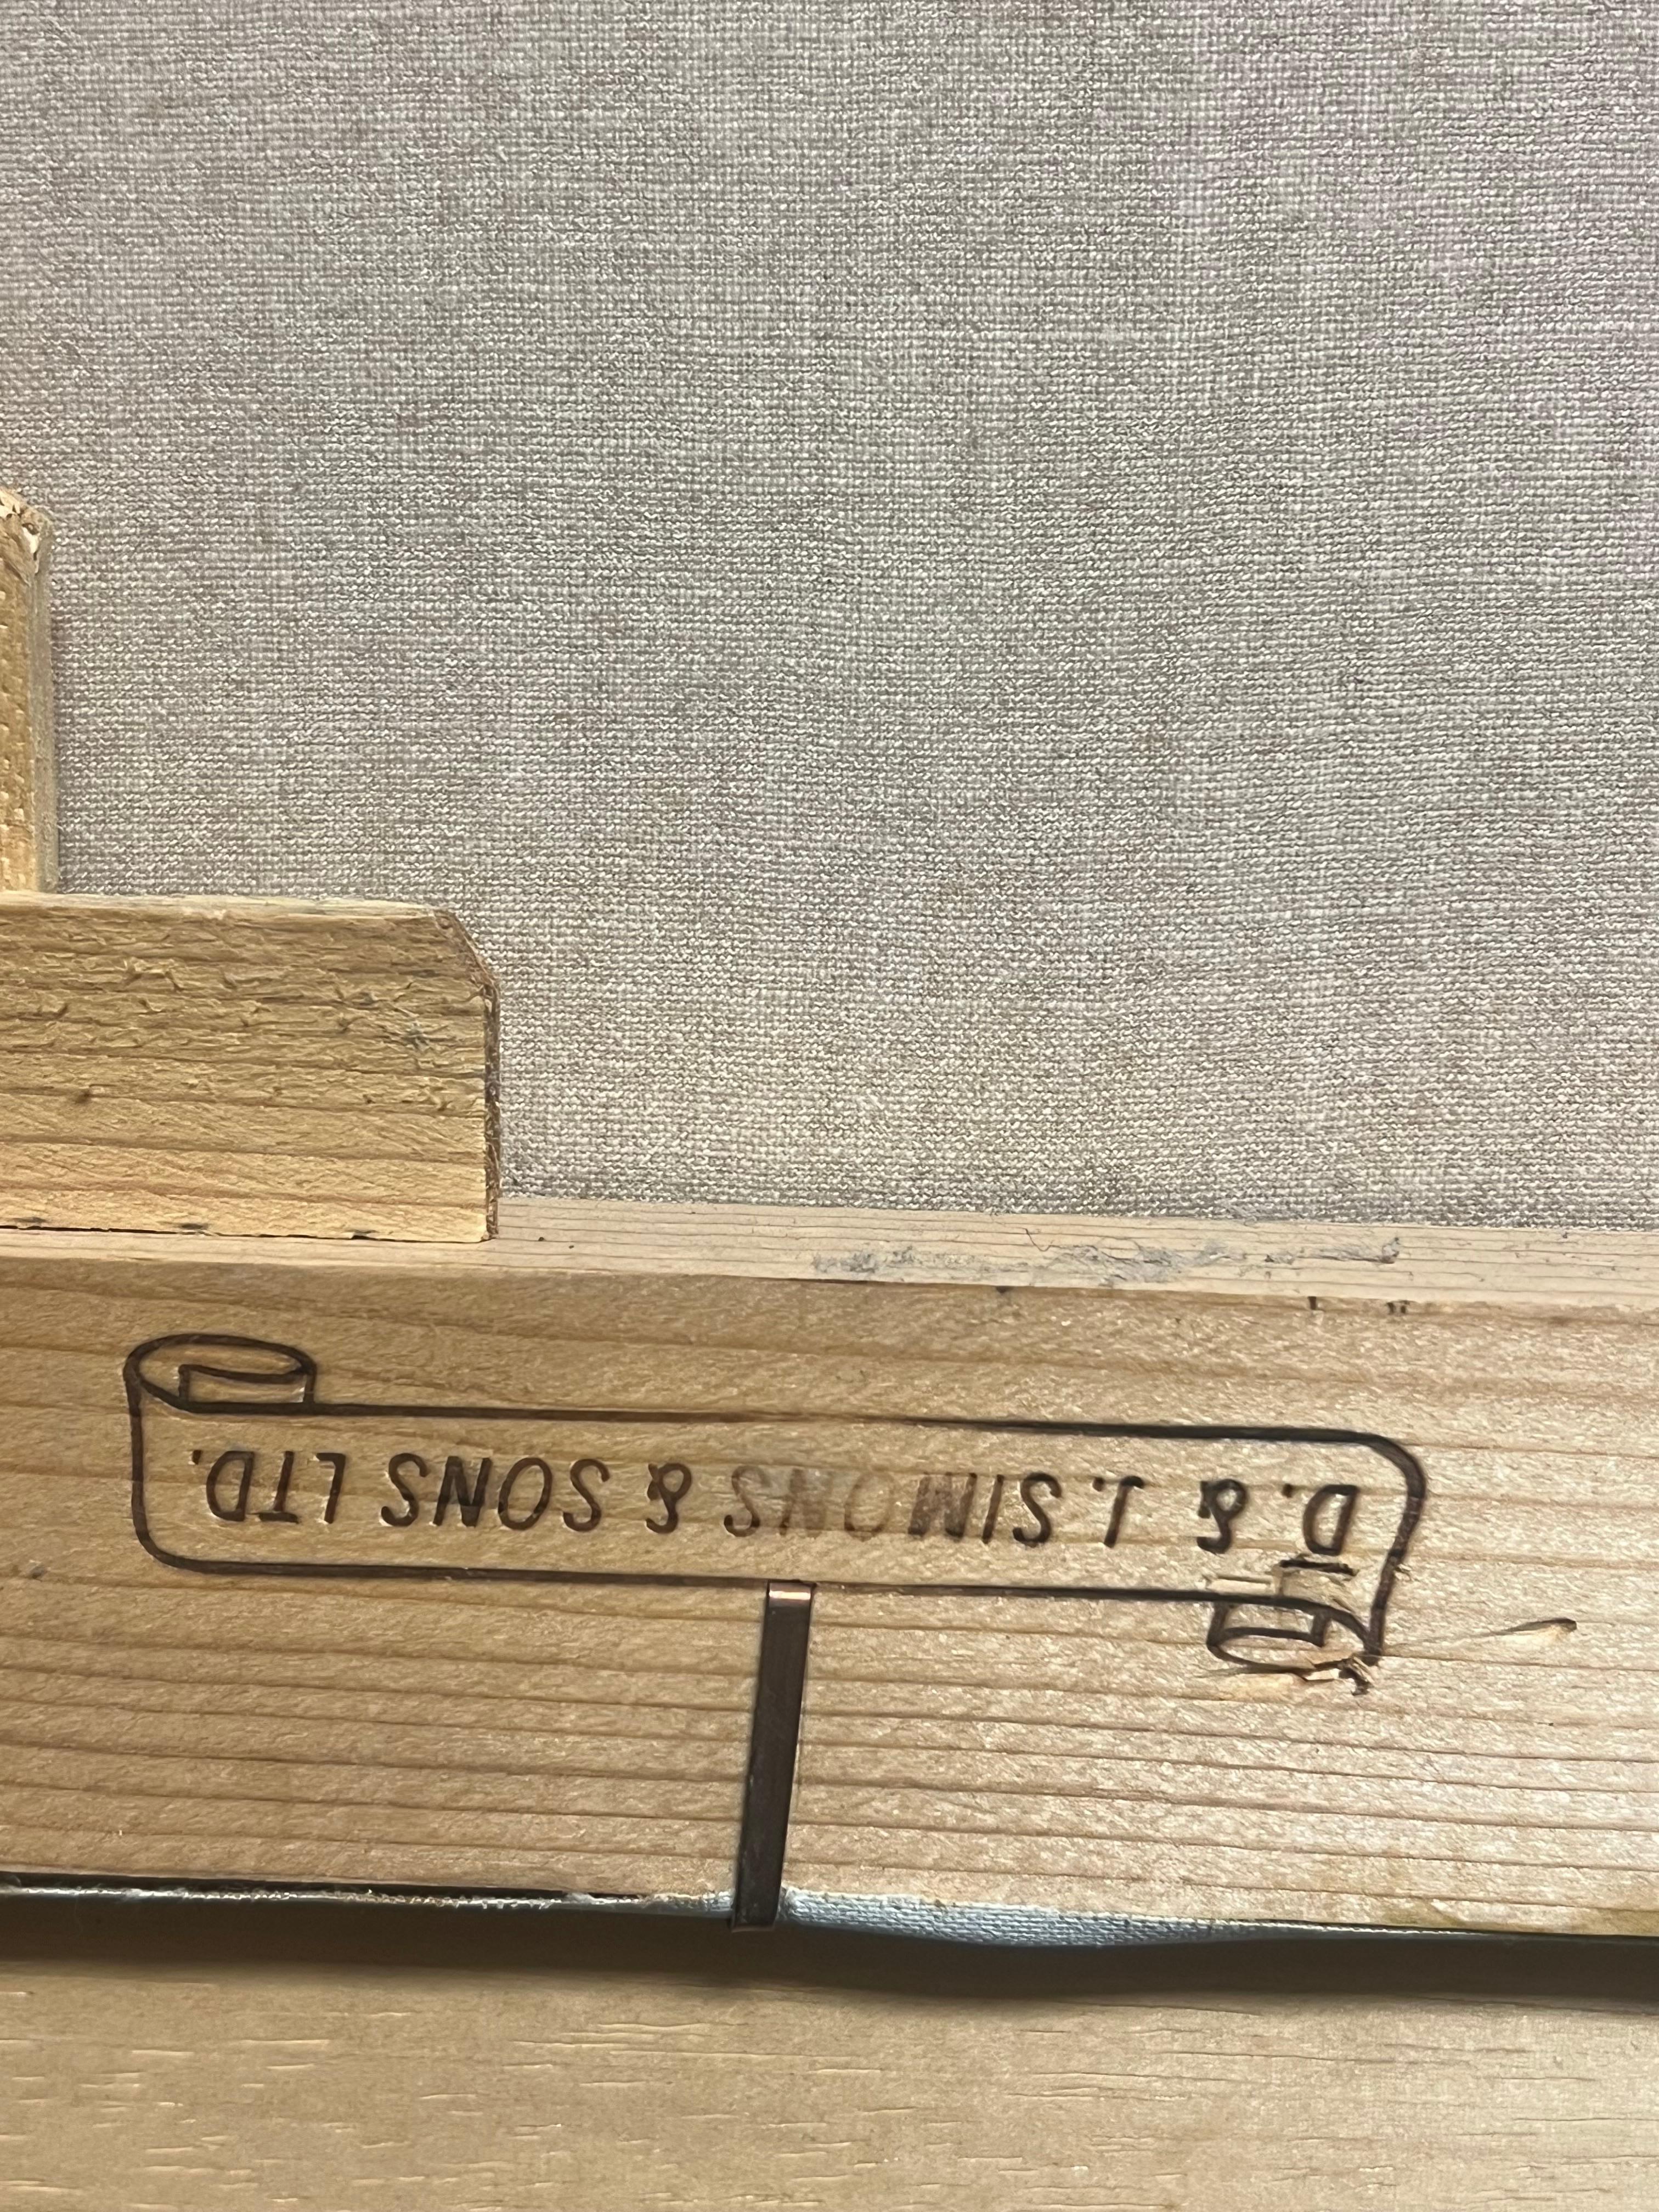 D. & J. SIMONS & SONS LTD.